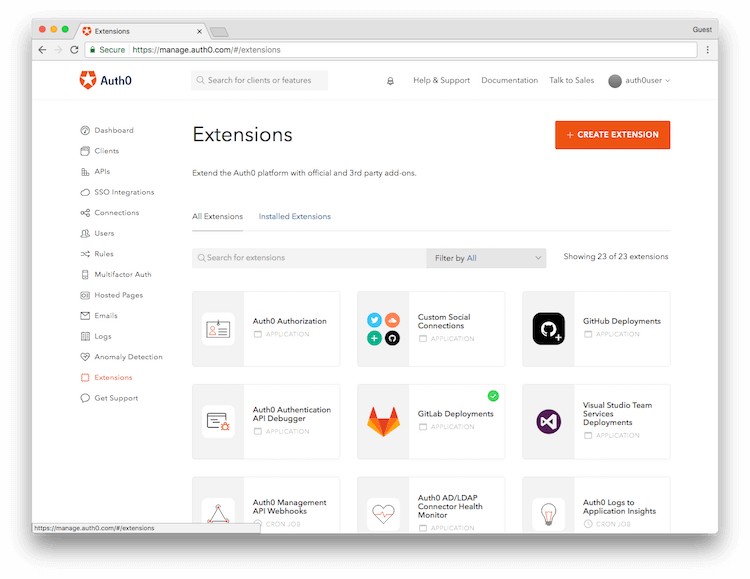 Extensions
Guest
Secure https://manage.auth0.com/#/extensions
Auth0
Search for clients or features
Help & Support
Documentation
Talk to Sales
auth0user
Dashboard
Clients
APIs
SSO Integrations
Connections
Users
Rules
Multifactor Auth
Hosted Pages
Emails
Logs
Anomaly Detection
Extensions
Get Support
Extensions
+ CREATE EXTENSION
Extend the Auth0 platform with official and 3rd party add-ons.
All Extensions
Installed Extensions
Search for extensions
Filter by All
Showing 23 of 23 extensions
Auth0 Authorization
APPLICATION
Custom Social
Connections
APPLICATION
GitHub Deployments
APPLICATION
Auth0 Authentication
API Debugger
APPLICATION
GitLab Deployments
APPLICATION
Visual Studio Team
Services
Deployments
APPLICATION
Auth0 Management
API Webhooks
CRON JOB
Auth0 AD/LDAP
Connector Health
Monitor
APPLICATION
Auth0 Logs to
Application Insights
CRON JOB
https://manage.auth0.com/#/extensions